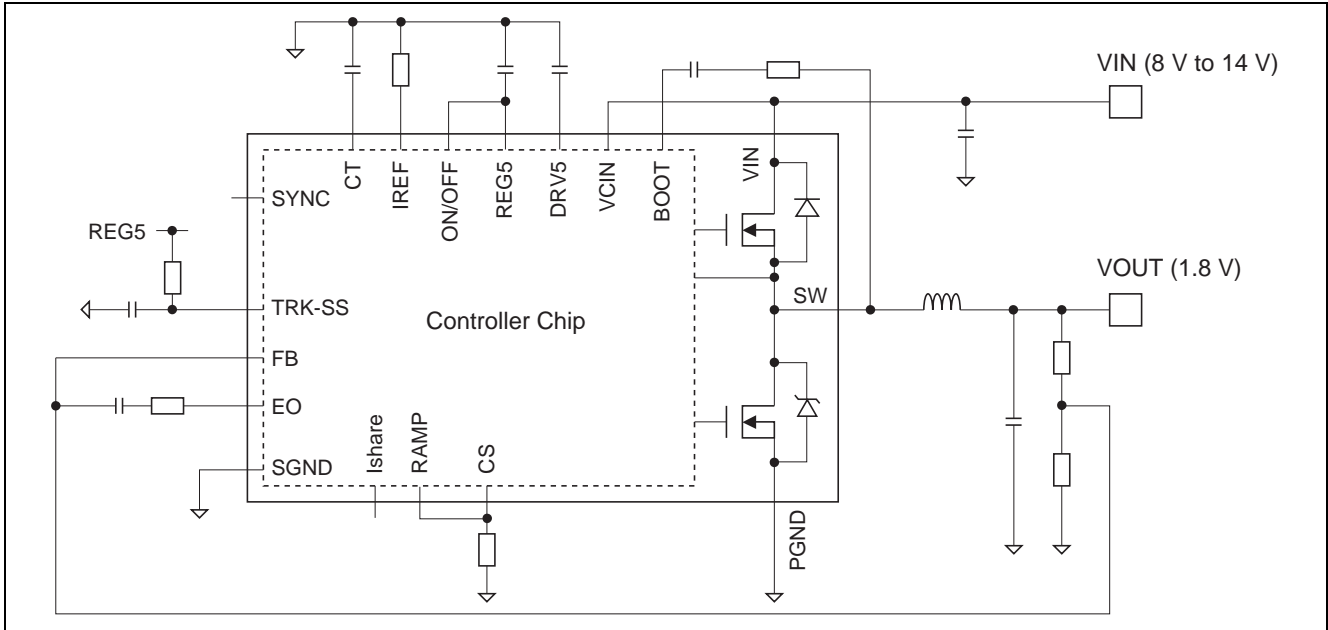 VIN (8 V to 14 V)
CT
IREF
ON/OFF
REG5
DRV5
VCIN
BOOT
VIN
SYNC
REG5
TRK-SS
Controller Chip
SW
VOUT (1.8 V)
FB
EO
SGND
Ishare
RAMP
CS
PGND